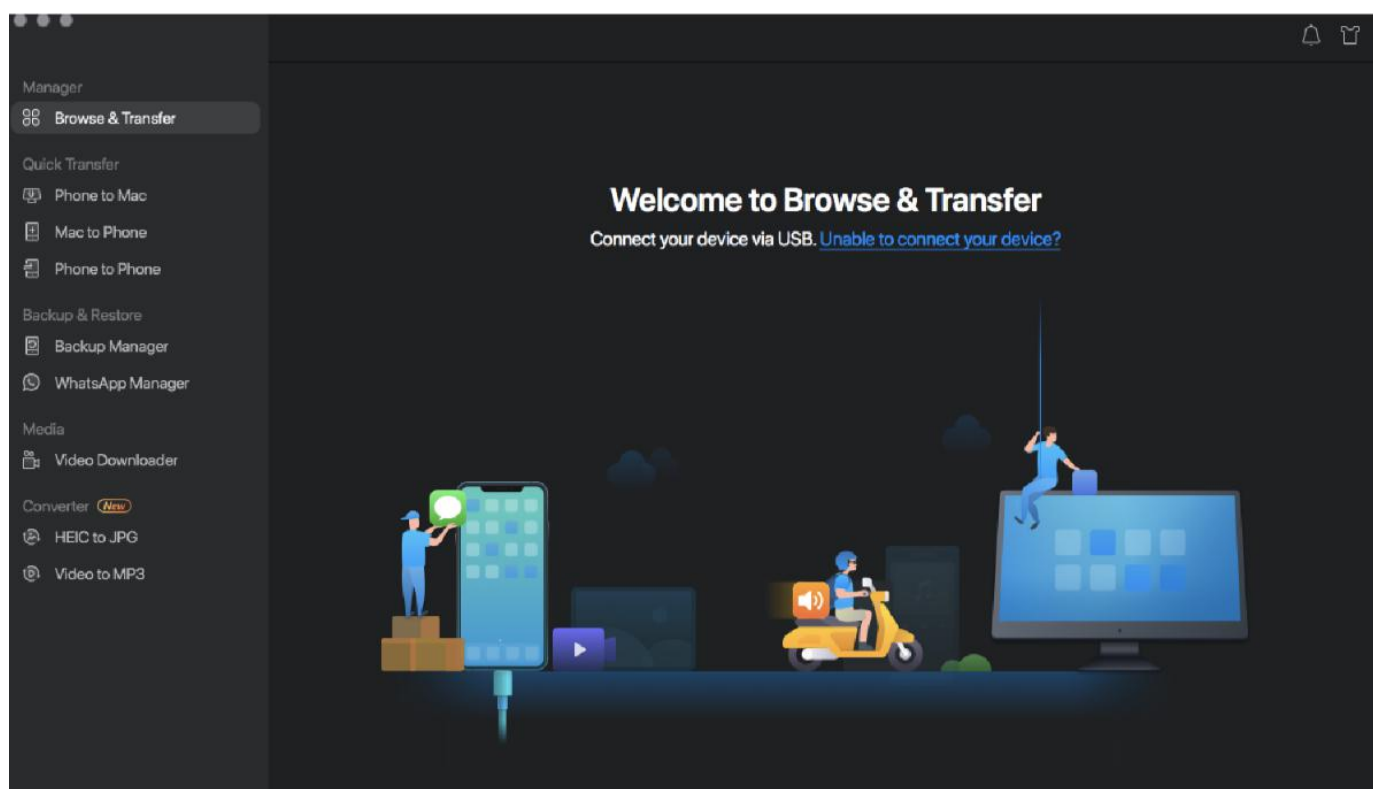 Manager
Browse & Transfer
Quick Transfer
Phone to Mac
Mac to Phone
Phone to Phone
Backup & Restore
Backup Manager
WhatsApp Manager
Media
Video Downloader
Converter New
HEIC to JPG
Video to MP3
Welcome to Browse & Transfer
Connect your device via USB. Unable to connect your device?